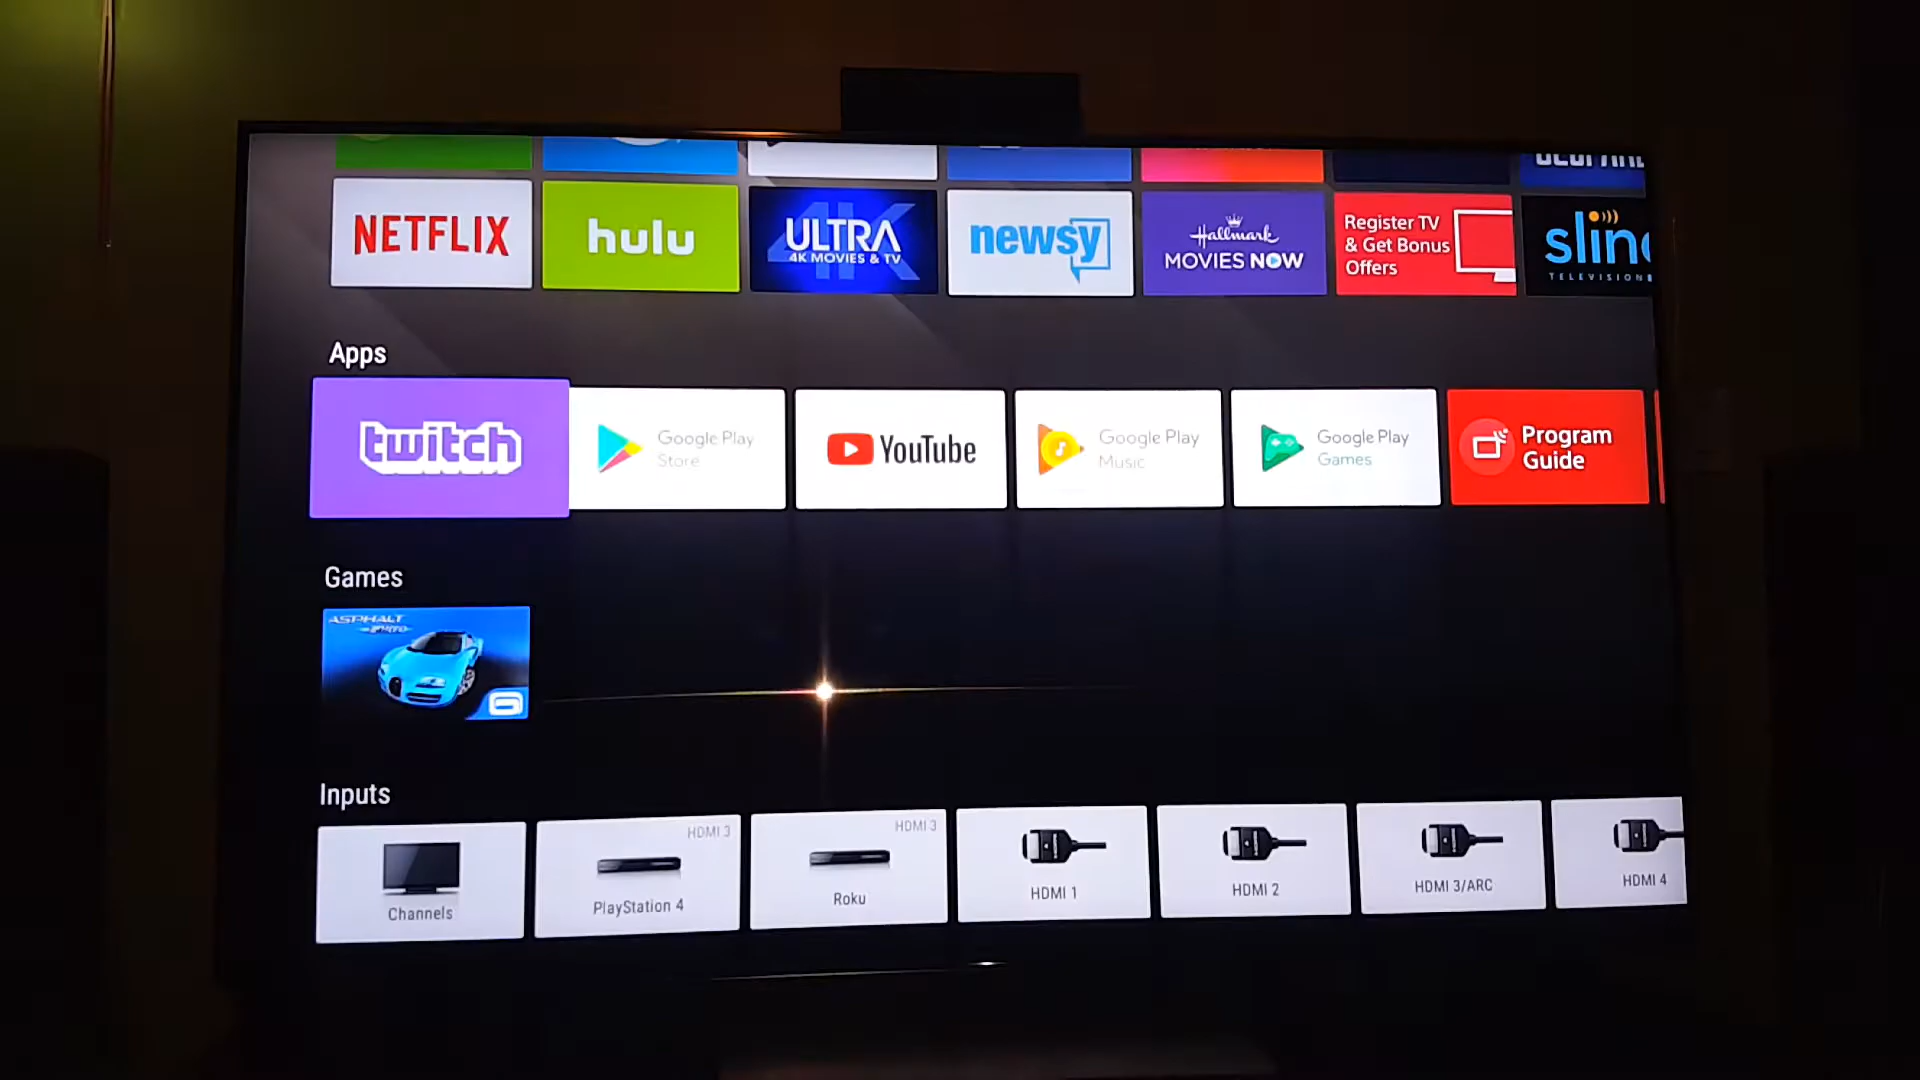 NETFLIX
hulu
ULTRA
4K MOVIES & TV
newsy
Hallmark
MOVIES NOW
Register TV
& Get Bonus
Offers
sling
TELEVISION
Apps
twitch
Google Play
Store
YouTube
Google Play
Music
Google Play
Games
Program
Guide
Games
ASPHALT
NITRO
Inputs
Channels
HDMI 3
PlayStation 4
HDMI 3
Roku
HDMI 1
HDMI 2
HDMI 3/ARC
HDMI 4